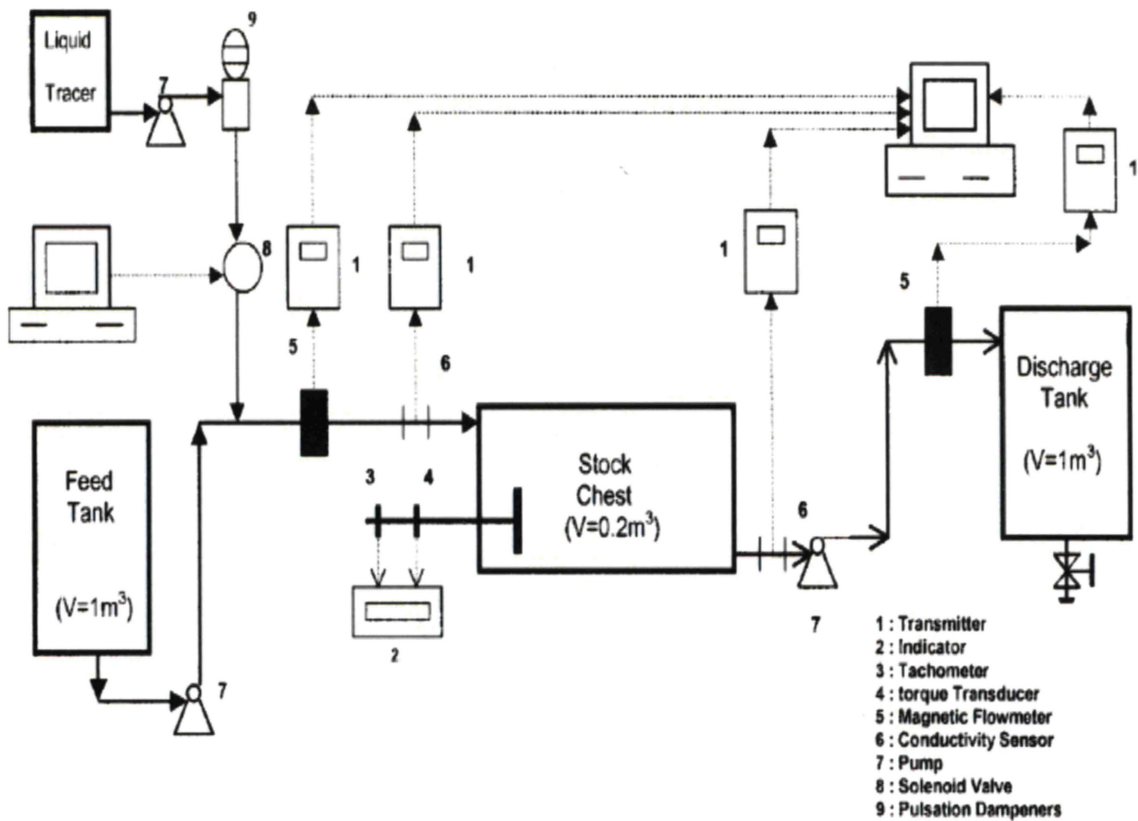 9
Liquid
Tracer
7
8
1
1
1
1
5
6
5
Feed
Tank
(V=1m³)
3
4
Stock
Chest
(V=0.2m³)
6
Discharge
Tank
(V=1m³)
2
7
7
1 : Transmitter
2 : Indicator
3 : Tachometer
4 : torque Transducer
5 : Magnetic Flowmeter
6 : Conductivity Sensor
7 : Pump
8 : Solenoid Valve
9 : Pulsation Dampeners